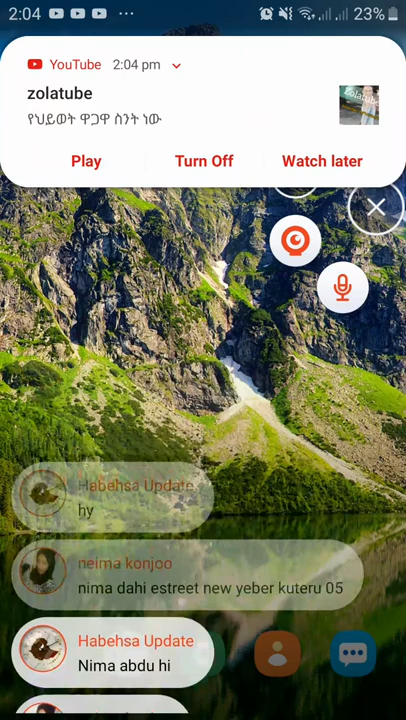 2:04
23%
YouTube 2:04 pm
zolatube
የህይወት ዋጋዋ ስንት ነው
Zolatube
Play
Turn Off
Watch later
Habehsa Update
hy
neima konjoo
nima dahi estreet new yeber kuteru 05
Habehsa Update
Nima abdu hi